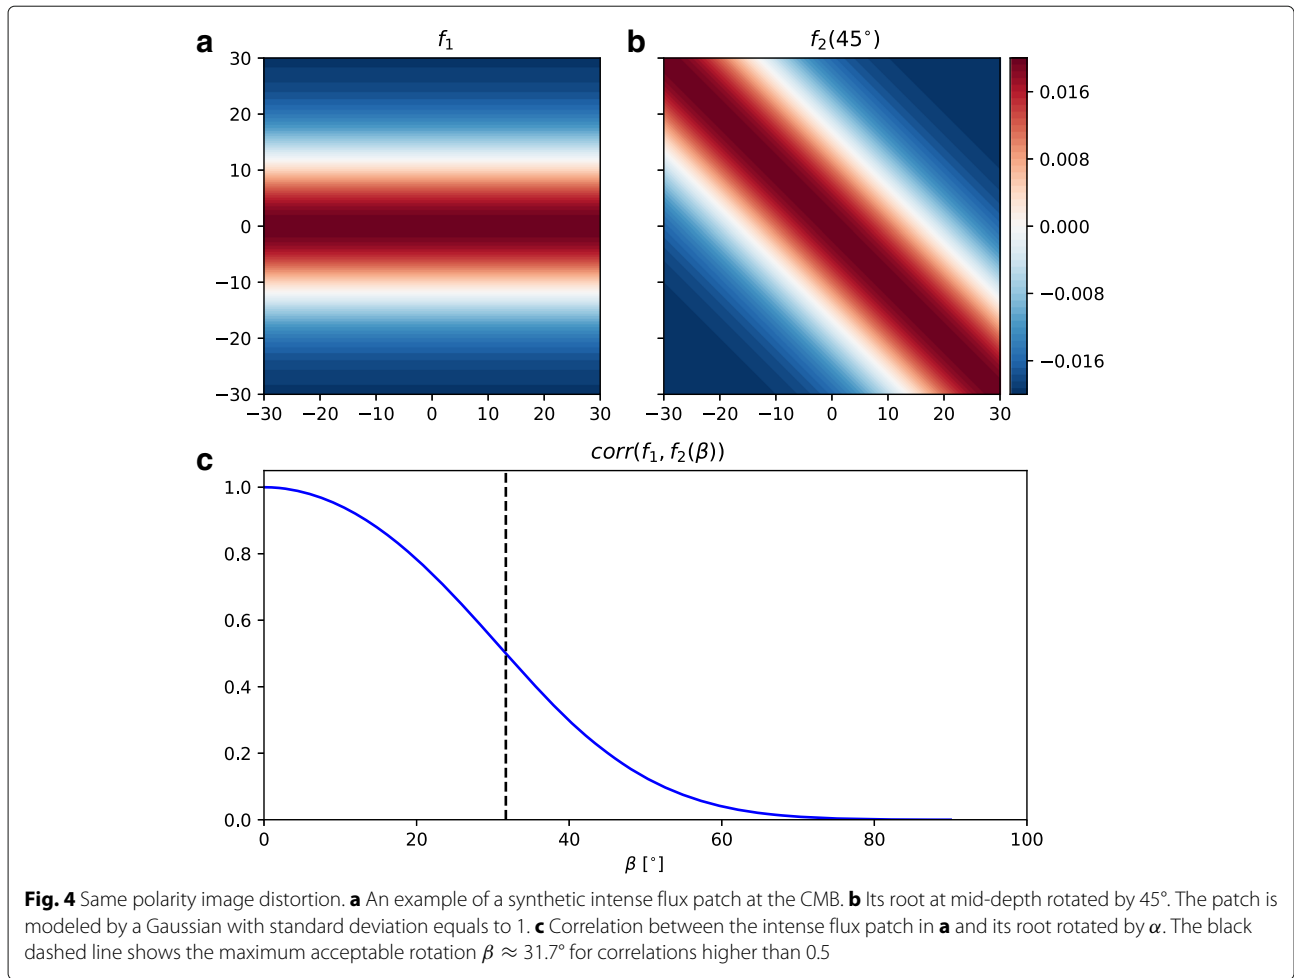 a
f₁
b
f₂(45°)
30
20
10
0
−10
−20
−30
−30 −20 −10 0 10 20 30
−30 −20 −10 0 10 20 30
0.016
0.008
0.000
−0.008
−0.016
c
corr(f₁, f₂(β))
1.0
0.8
0.6
0.4
0.2
0.0
0 20 40 60 80 100
β [°]
Fig. 4 Same polarity image distortion. a An example of a synthetic intense flux patch at the CMB. b Its root at mid-depth rotated by 45°. The patch is
modeled by a Gaussian with standard deviation equals to 1. c Correlation between the intense flux patch in a and its root rotated by α. The black
dashed line shows the maximum acceptable rotation β ≈ 31.7° for correlations higher than 0.5